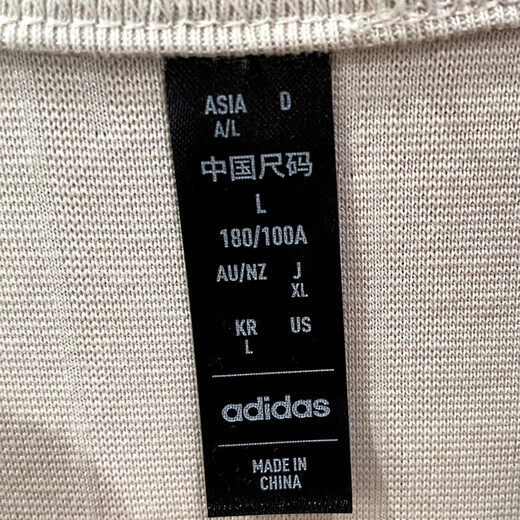 ASIA D
A/L
中国尺码
L
180/100A
AU/NZ J
XL
KR US
L
adidas
MADE IN
CHINA